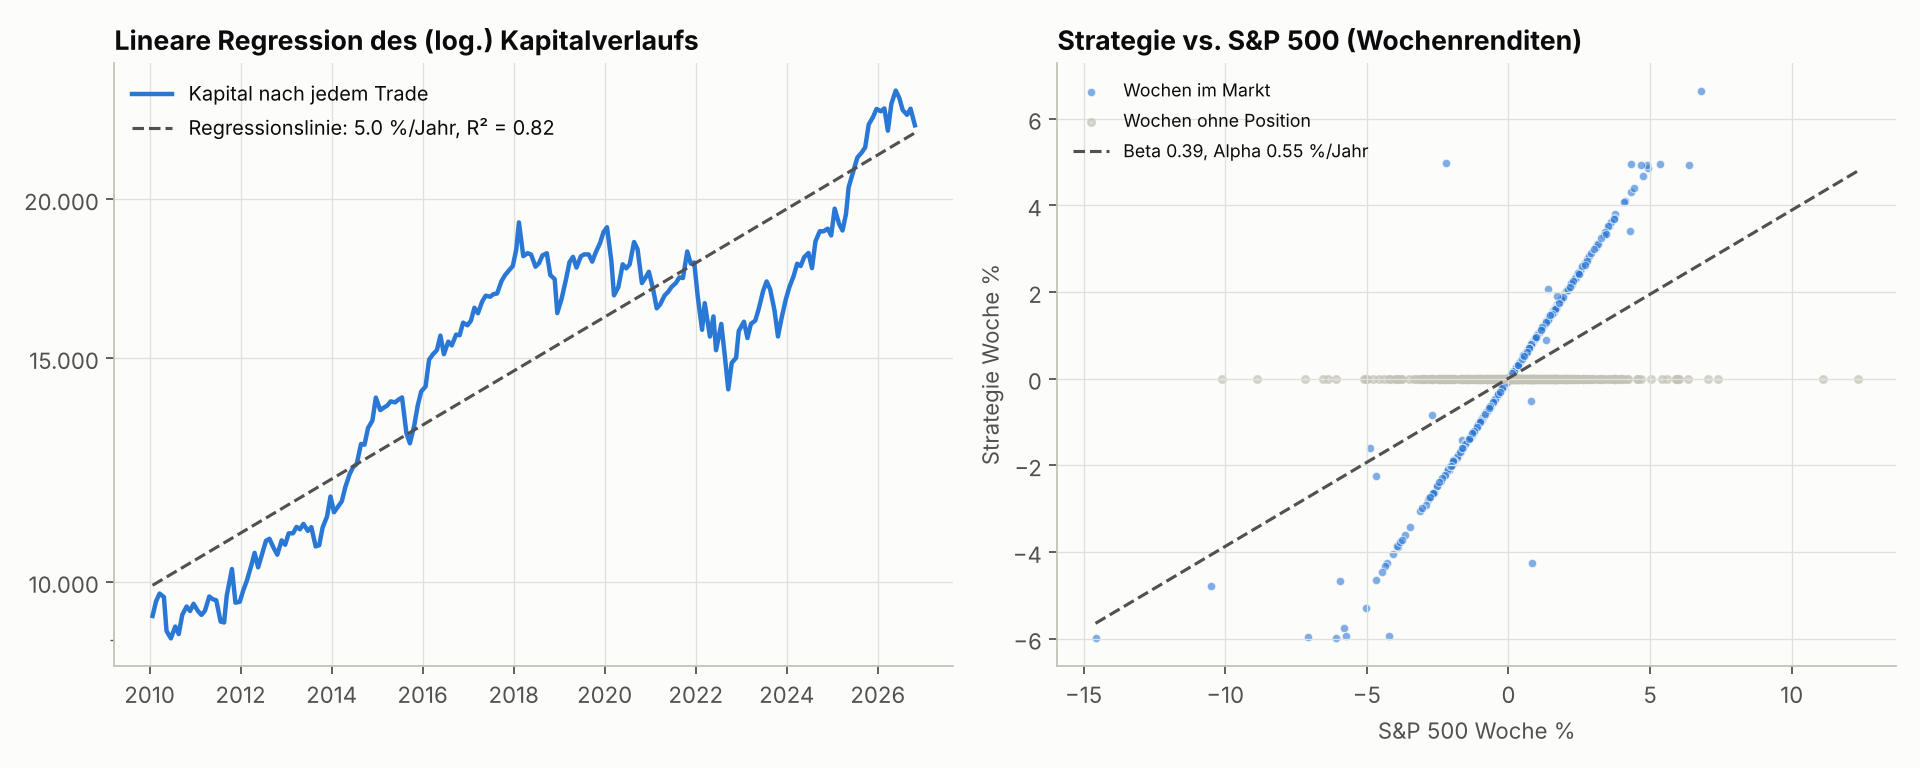 Lineare Regression des (log.) Kapitalverlaufs
Kapital nach jedem Trade
Regressionslinie: 5.0 %/Jahr, R² = 0.82
20.000
15.000
10.000
2010 2012 2014 2016 2018 2020 2022 2024 2026
Strategie vs. S&P 500 (Wochenrenditen)
Wochen im Markt
Wochen ohne Position
Beta 0.39, Alpha 0.55 %/Jahr
Strategie Woche %
6
4
2
0
−2
−4
−6
−15 −10 −5 0 5 10
S&P 500 Woche %